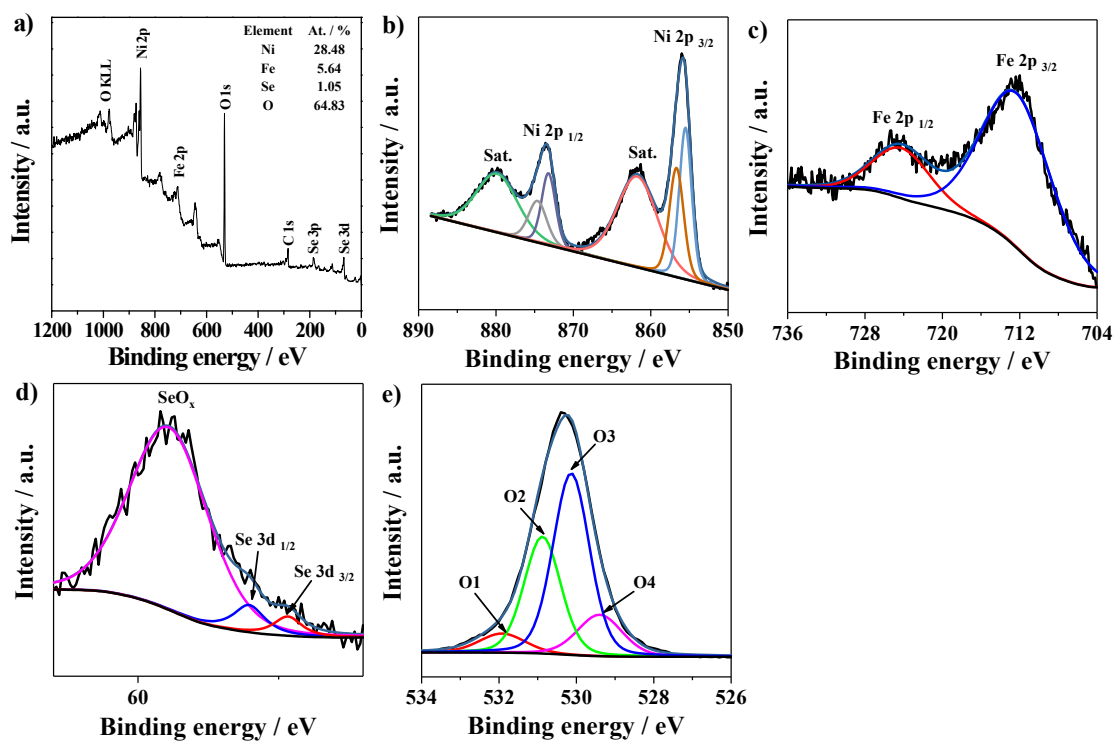 a)
Element At. / %
Ni 28.48
Fe 5.64
Se 1.05
O 64.83
O KLL
Ni 2p
Fe 2p
O1s
C 1s
Se 3p
Se 3d
Intensity / a.u.
1200 1000 800 600 400 200 0
Binding energy / eV
b)
Ni 2p 3/2
Ni 2p 1/2
Sat.
Sat.
Intensity / a.u.
890 880 870 860 850
Binding energy / eV
c)
Fe 2p 3/2
Fe 2p 1/2
Intensity / a.u.
736 728 720 712 704
Binding energy / eV
d)
SeOx
Se 3d 1/2
Se 3d 3/2
Intensity / a.u.
60
Binding energy / eV
e)
O3
O2
O1
O4
Intensity / a.u.
534 532 530 528 526
Binding energy / eV